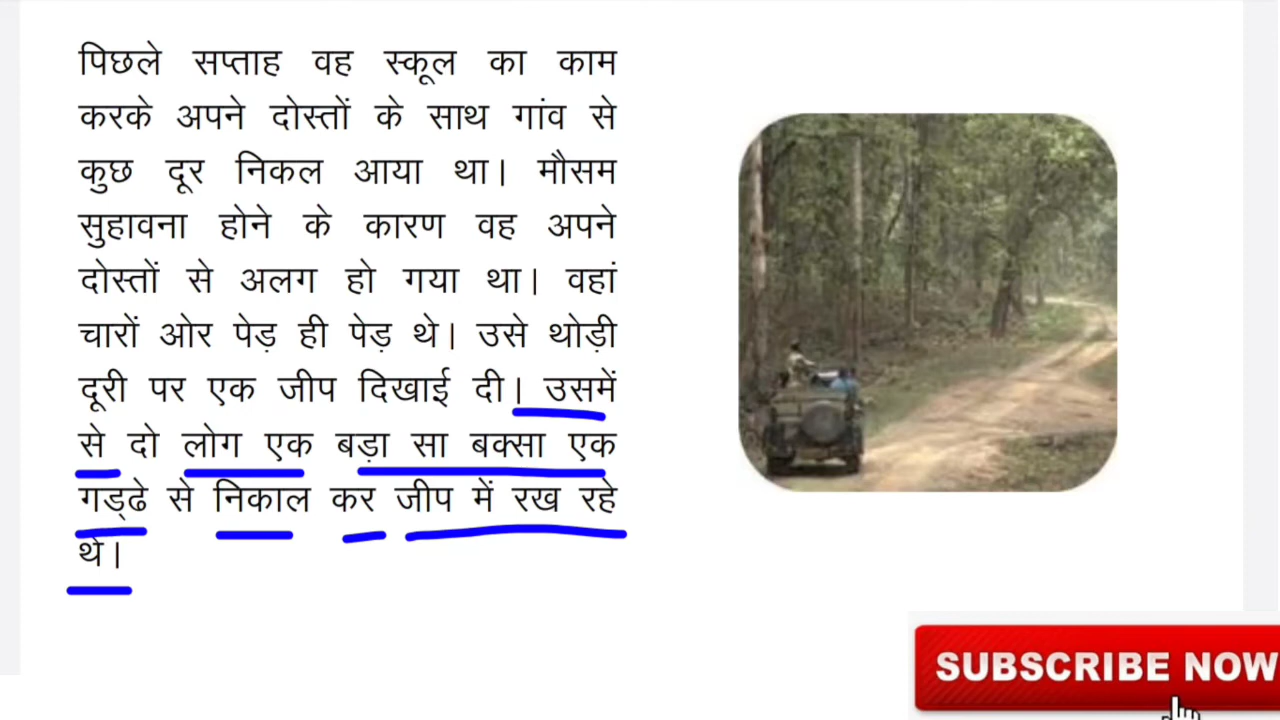 पिछले सप्ताह वह स्कूल का काम
करके अपने दोस्तों के साथ गांव से
कुछ दूर निकल आया था। मौसम
सुहावना होने के कारण वह अपने
दोस्तों से अलग हो गया था। वहां
चारों ओर पेड़ ही पेड़ थे। उसे थोड़ी
दूरी पर एक जीप दिखाई दी। उसमें
से दो लोग एक बड़ा सा बक्सा एक
गड्ढे से निकाल कर जीप में रख रहे
थे।
SUBSCRIBE NOW